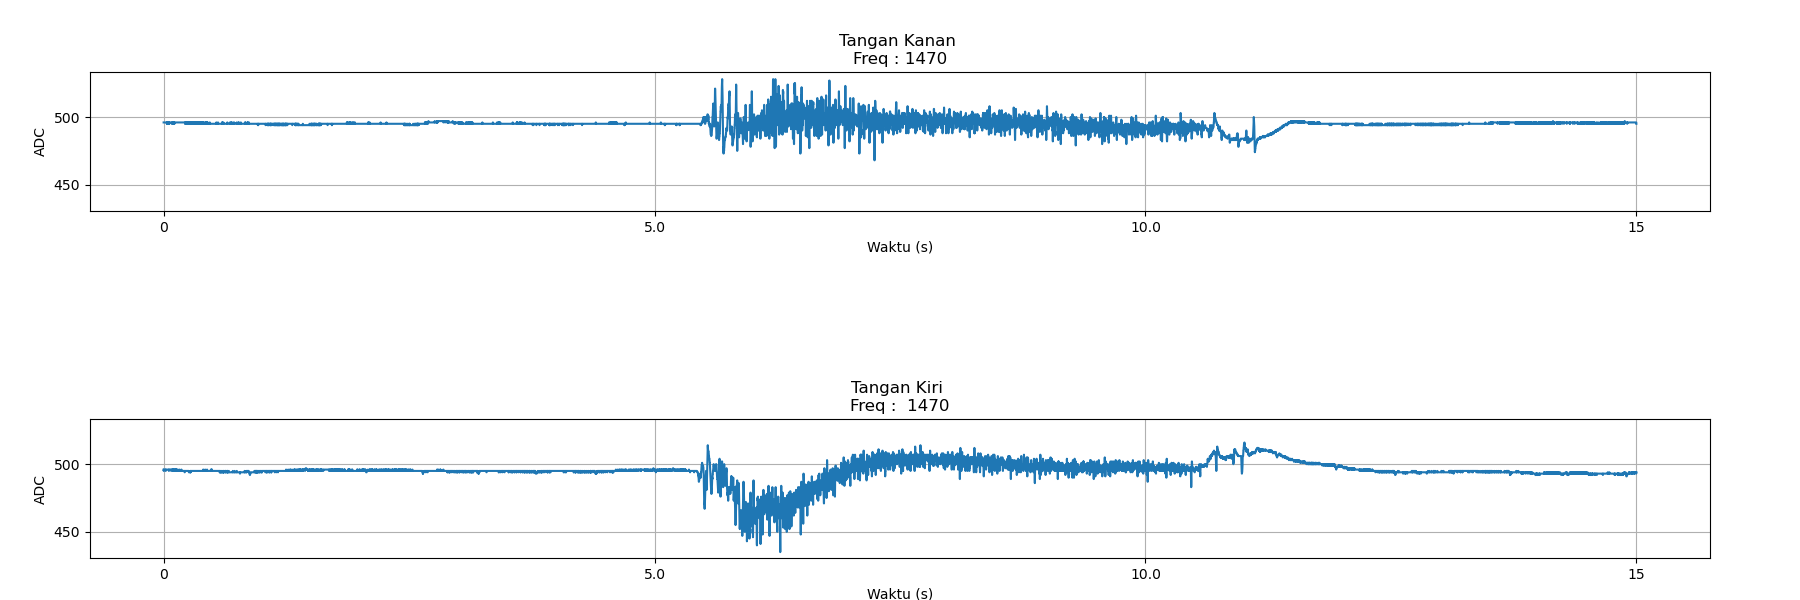 Tangan Kanan
Freq : 1470
500
450
ADC
0 5.0 10.0 15
Waktu (s)
Tangan Kiri
Freq :  1470
500
450
ADC
0 5.0 10.0 15
Waktu (s)